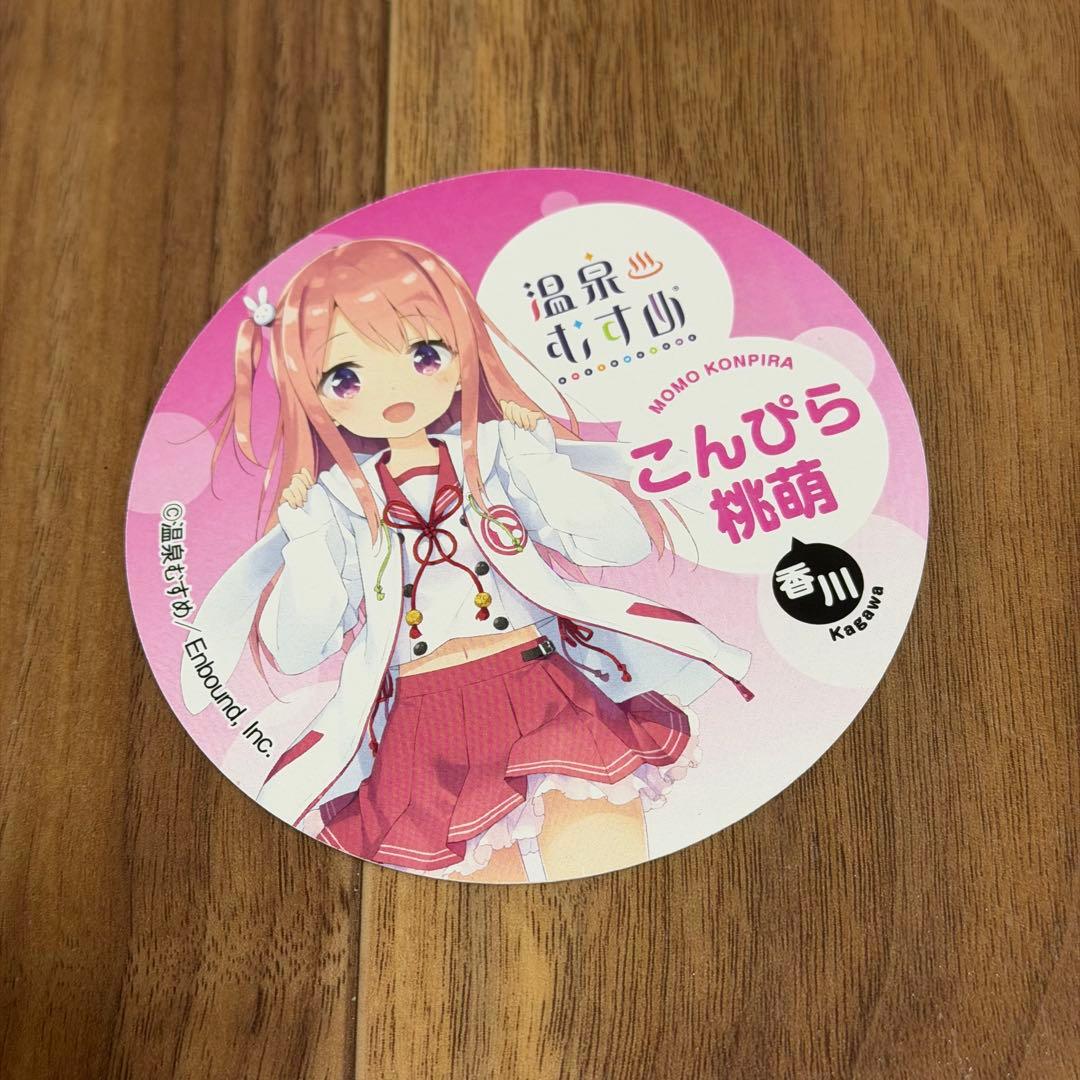 温泉
むすめ
MOMO KONPIRA
こんぴら
桃萌
香川
Kagawa
©温泉むすめ/Enbound, Inc.